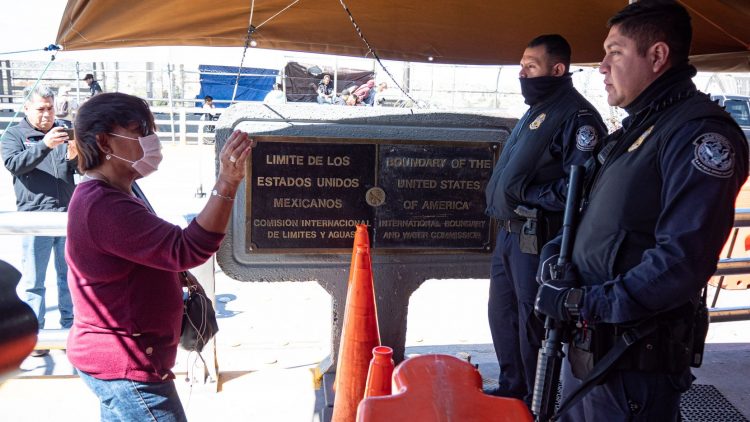 LIMITE DE LOS
ESTADOS UNIDOS
MEXICANOS
COMISIÓN INTERNACIONAL
DE LIMITES Y AGUAS
BOUNDARY OF THE
UNITED STATES
OF AMERICA
INTERNATIONAL BOUNDARY
AND WATER COMMISSION